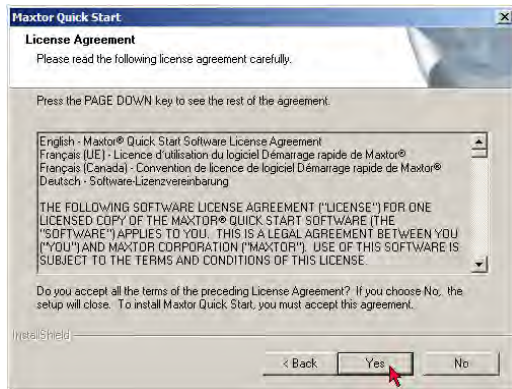 Maxtor Quick Start
License Agreement
Please read the following license agreement carefully.
Press the PAGE DOWN key to see the rest of the agreement.
English - Maxtor® Quick Start Software License Agreement
Français (UE) - Licence d'utilisation du logiciel Démarrage rapide de Maxtor®
Français (Canada) - Convention de licence de logiciel Démarrage rapide de Maxtor®
Deutsch - Software-Lizenzvereinbarung
THE FOLLOWING SOFTWARE LICENSE AGREEMENT ("LICENSE") FOR ONE
LICENSED COPY OF THE MAXTOR® QUICK START SOFTWARE (THE
"SOFTWARE") APPLIES TO YOU. THIS IS A LEGAL AGREEMENT BETWEEN YOU
("YOU") AND MAXTOR CORPORATION ("MAXTOR"). USE OF THIS SOFTWARE IS
SUBJECT TO THE TERMS AND CONDITIONS OF THIS LICENSE.
Do you accept all the terms of the preceding License Agreement? If you choose No, the
setup will close. To install Maxtor Quick Start, you must accept this agreement.
InstallShield
< Back Yes No